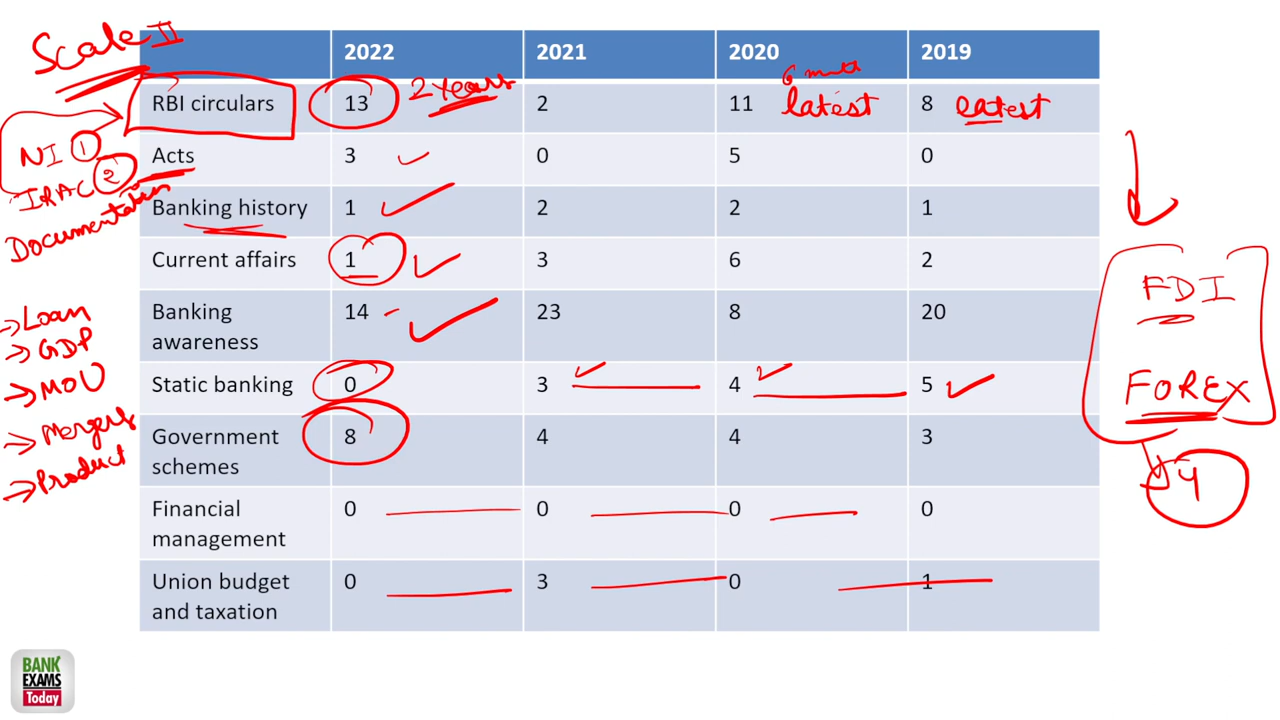 Scale II
2022 2021 2020 2019
RBI circulars 13 2 years 2 11 6 month latest 8 latest
NI 1
Acts 3 0 5 0
IRAC 2
Banking history 1 2 2 1
Documentation
Current affairs 1 3 6 2
FDI
Banking
awareness 14 23 8 20
Loan
GDP
Static banking 0 3 4 5
MOU
FOREX
Government
schemes 8 4 4 3
Mergers
Product
4
Financial
management 0 0 0 0
Union budget
and taxation 0 3 0 1
BANK
EXAMS
Today